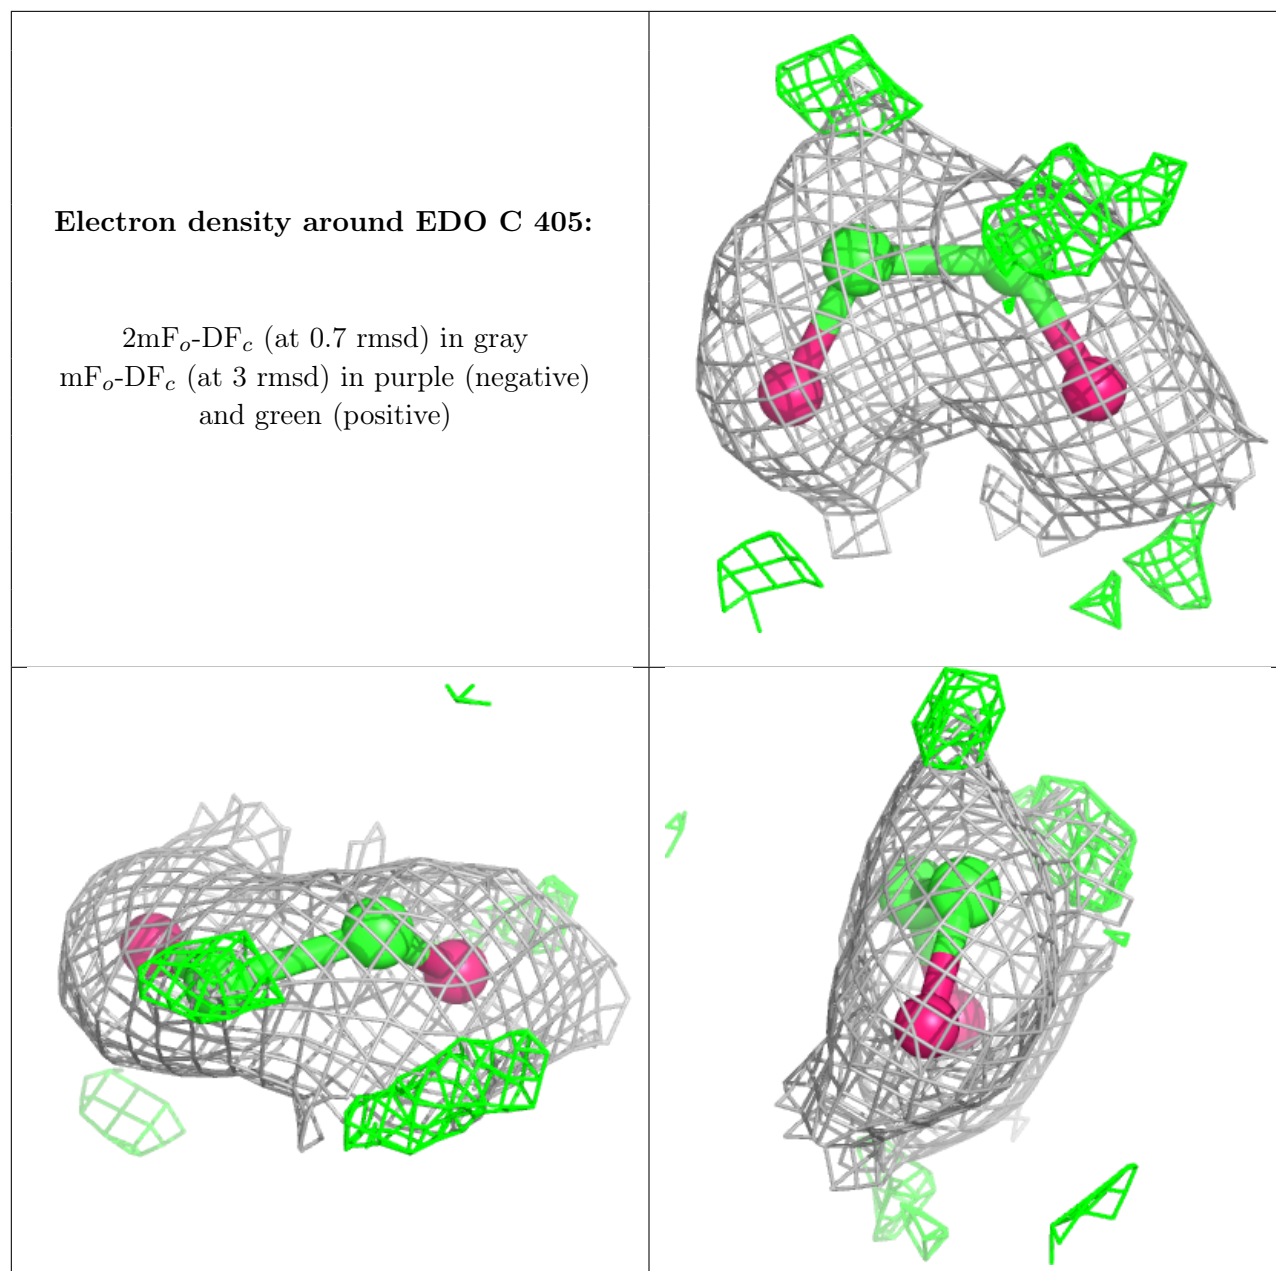 Electron density around EDO C 405:
2mFₒ-DF𝒸 (at 0.7 rmsd) in gray
mFₒ-DF𝒸 (at 3 rmsd) in purple (negative)
and green (positive)